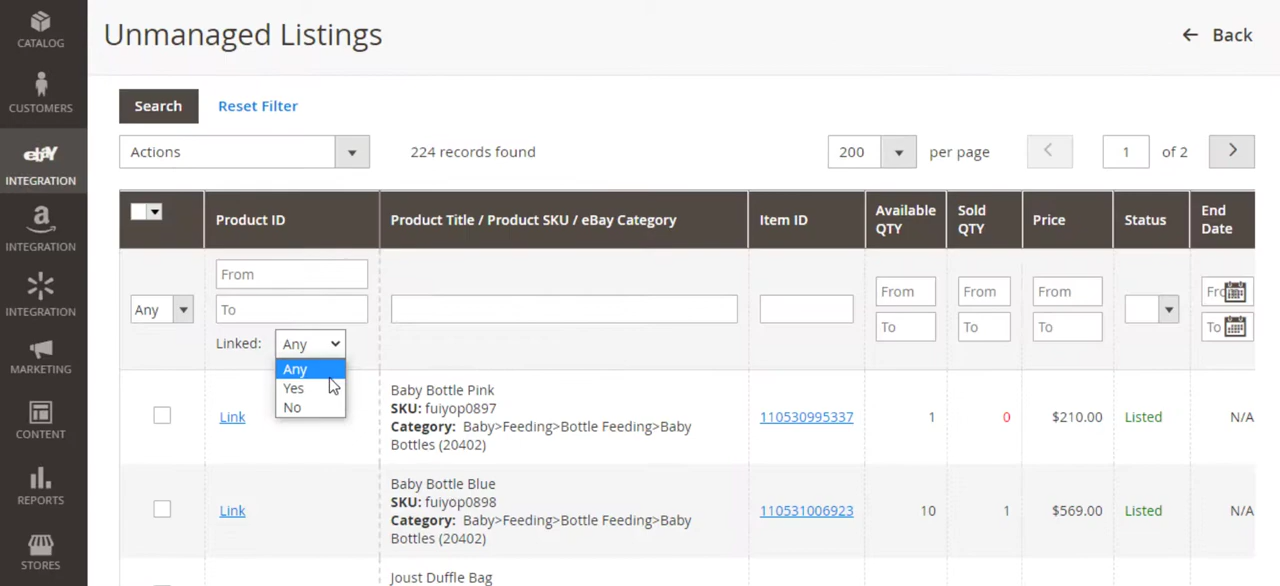 CATALOG
CUSTOMERS
ebay
INTEGRATION
a
INTEGRATION
INTEGRATION
MARKETING
CONTENT
REPORTS
STORES
Unmanaged Listings
Back
Search
Reset Filter
Actions
224 records found
200
per page
1
of 2
Product ID
Product Title / Product SKU / eBay Category
Item ID
Available
QTY
Sold
QTY
Price
Status
End
Date
Any
From
To
Linked:
Any
Any
Yes
No
From
To
From
To
From
To
To
Link
Baby Bottle Pink
SKU: fuiyop0897
Category: Baby>Feeding>Bottle Feeding>Baby
Bottles (20402)
110530995337
1
0
$210.00
Listed
N/A
Link
Baby Bottle Blue
SKU: fuiyop0898
Category: Baby>Feeding>Bottle Feeding>Baby
Bottles (20402)
110531006923
10
1
$569.00
Listed
N/A
Joust Duffle Bag